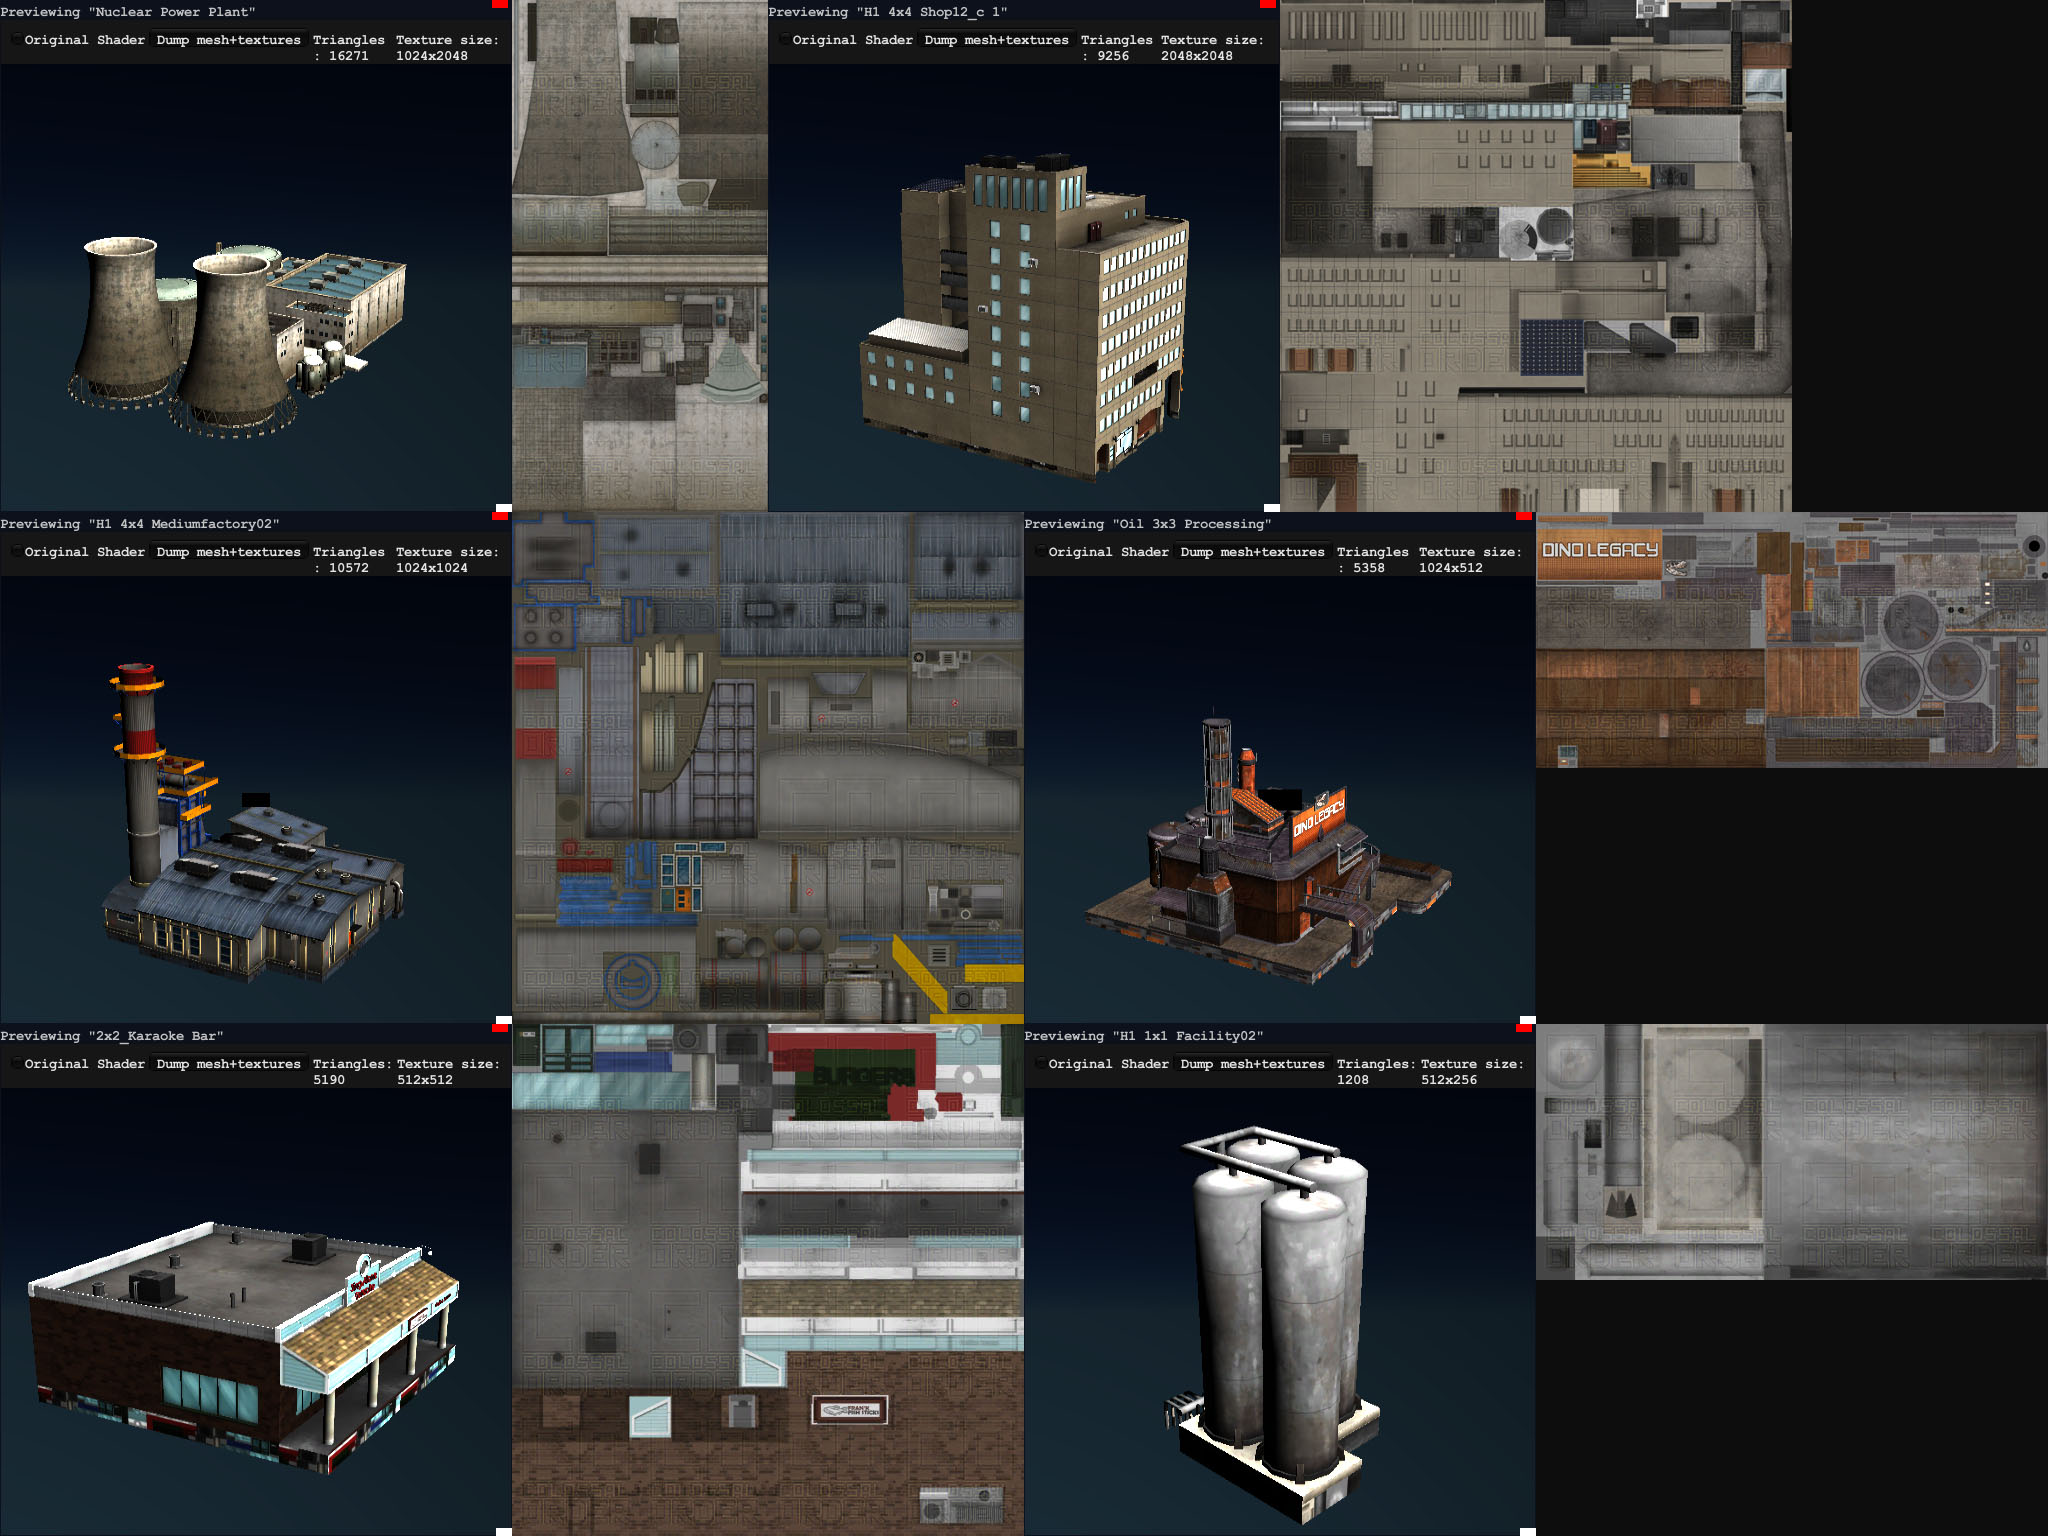 Previewing "Nuclear Power Plant"
Original Shader Dump mesh+textures Triangles : 16271 Texture size: 1024x2048
Previewing "H1 4x4 Shop12_c 1"
Original Shader Dump mesh+textures Triangles : 9256 Texture size: 2048x2048
Previewing "H1 4x4 Mediumfactory02"
Original Shader Dump mesh+textures Triangles : 10572 Texture size: 1024x1024
Previewing "Oil 3x3 Processing"
Original Shader Dump mesh+textures Triangles : 5358 Texture size: 1024x512
DINO LEGACY
DINO LEGACY
Previewing "2x2_Karaoke Bar"
Original Shader Dump mesh+textures Triangles: 5190 Texture size: 512x512
BURGER
Previewing "H1 1x1 Facility02"
Original Shader Dump mesh+textures Triangles: 1208 Texture size: 512x256
COLOSSAL
ORDER